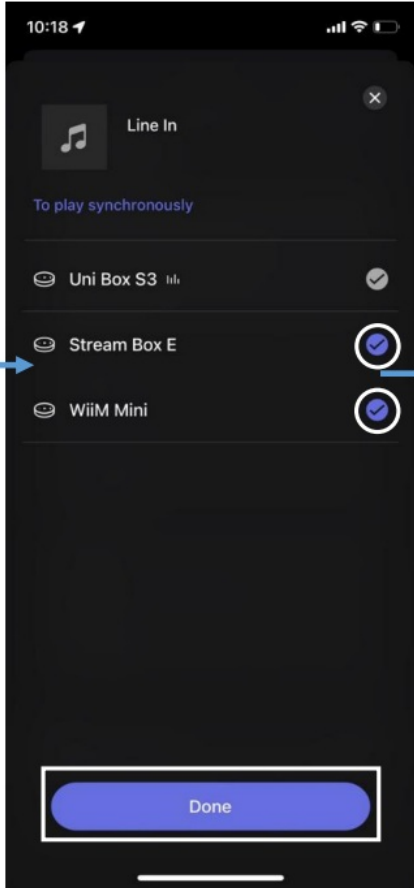 10:18
Line In
To play synchronously
Uni Box S3
Stream Box E
WiiM Mini
Done